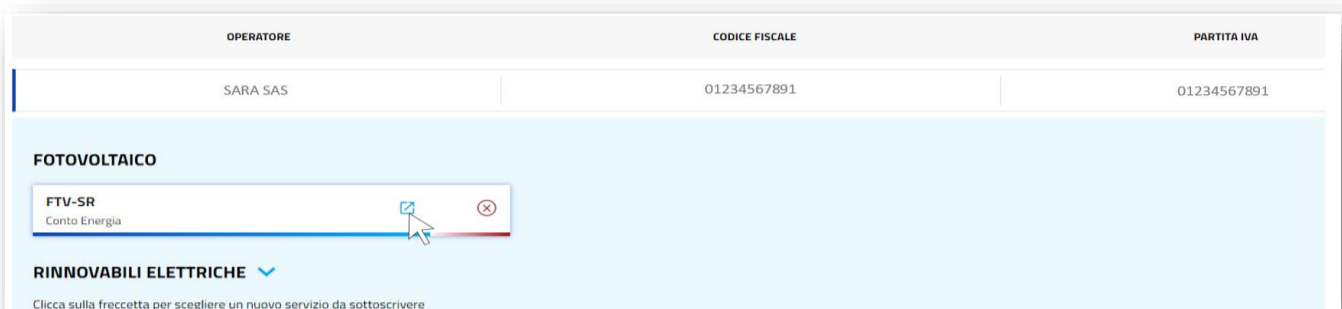 OPERATORE CODICE FISCALE PARTITA IVA
SARA SAS 01234567891 01234567891
FOTOVOLTAICO
FTV-SR
Conto Energia
RINNOVABILI ELETTRICHE
Clicca sulla freccetta per scegliere un nuovo servizio da sottoscrivere